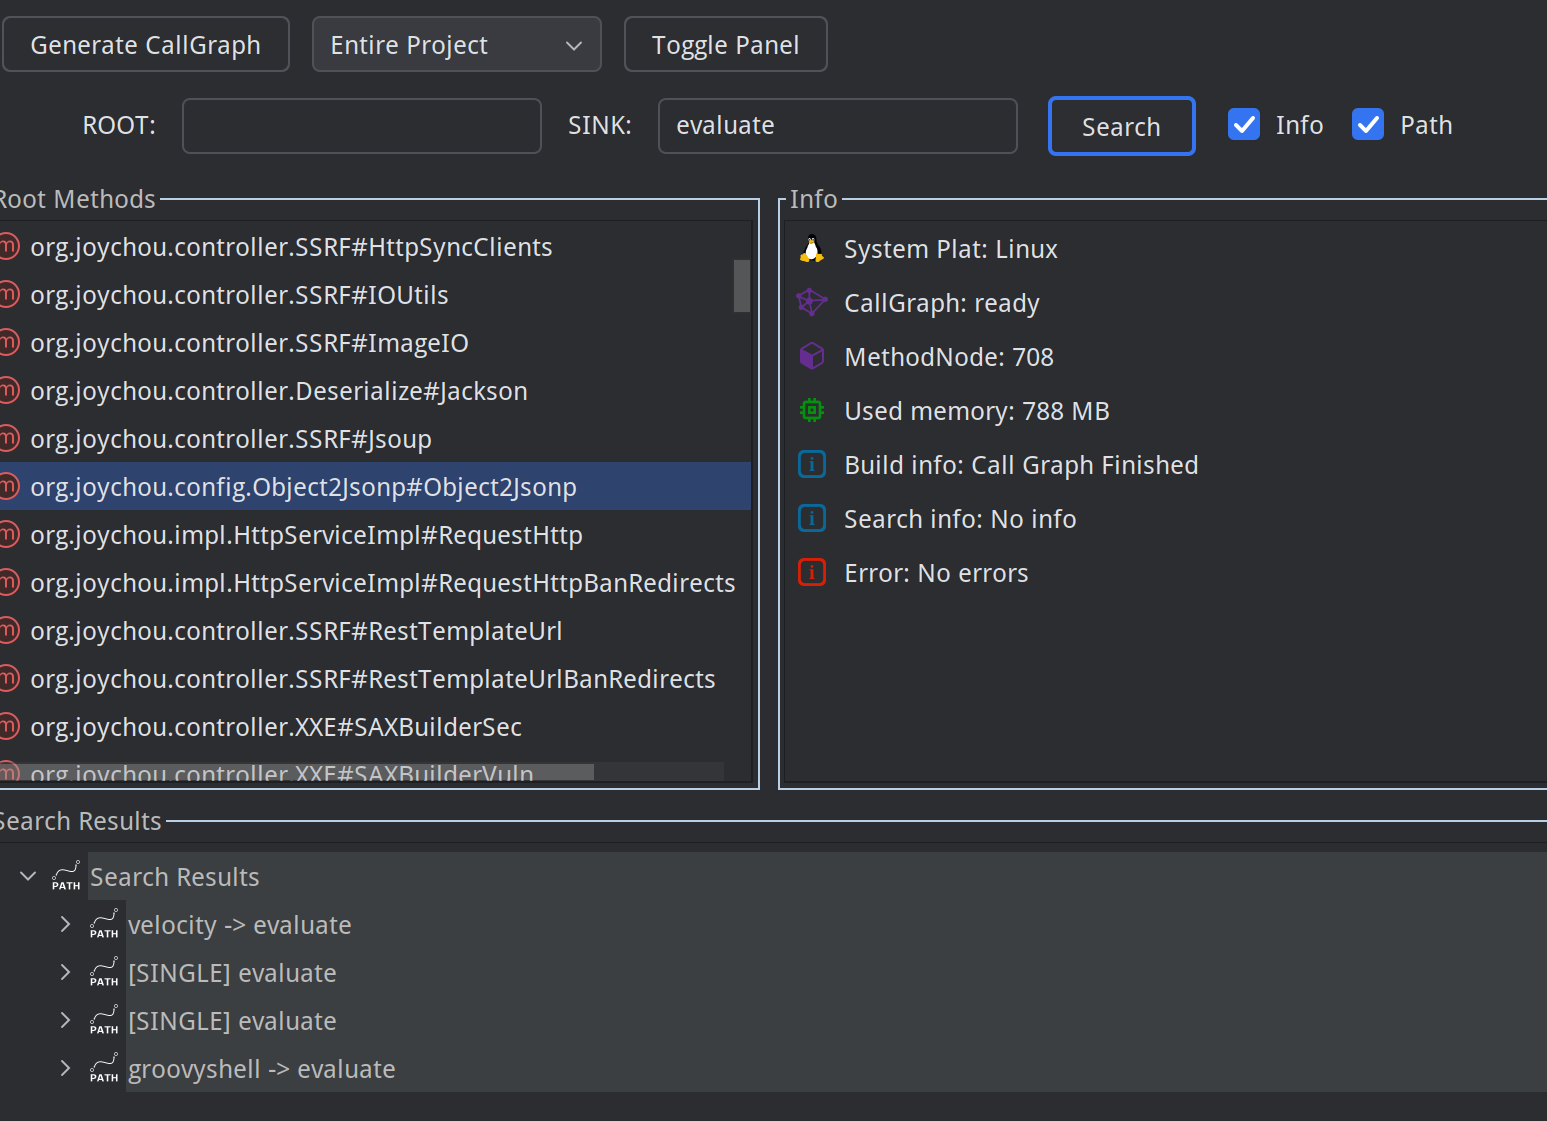 Generate CallGraph Entire Project Toggle Panel
ROOT: SINK: evaluate Search Info Path
Root Methods
org.joychou.controller.SSRF#HttpSyncClients
org.joychou.controller.SSRF#IOUtils
org.joychou.controller.SSRF#ImageIO
org.joychou.controller.Deserialize#Jackson
org.joychou.controller.SSRF#Jsoup
org.joychou.config.Object2Jsonp#Object2Jsonp
org.joychou.impl.HttpServiceImpl#RequestHttp
org.joychou.impl.HttpServiceImpl#RequestHttpBanRedirects
org.joychou.controller.SSRF#RestTemplateUrl
org.joychou.controller.SSRF#RestTemplateUrlBanRedirects
org.joychou.controller.XXE#SAXBuilderSec
org.joychou.controller.XXE#SAXBuilderVuln
Info
System Plat: Linux
CallGraph: ready
MethodNode: 708
Used memory: 788 MB
Build info: Call Graph Finished
Search info: No info
Error: No errors
Search Results
PATH Search Results
PATH velocity -> evaluate
PATH [SINGLE] evaluate
PATH [SINGLE] evaluate
PATH groovyshell -> evaluate